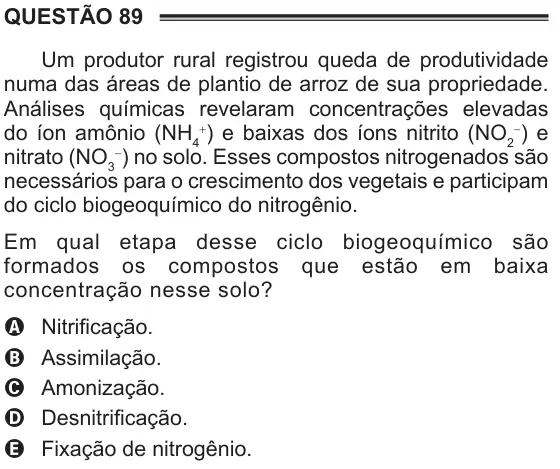 QUESTÃO 89
Um produtor rural registrou queda de produtividade
numa das áreas de plantio de arroz de sua propriedade.
Análises químicas revelaram concentrações elevadas
do íon amônio (NH₄⁺) e baixas dos íons nitrito (NO₂⁻) e
nitrato (NO₃⁻) no solo. Esses compostos nitrogenados são
necessários para o crescimento dos vegetais e participam
do ciclo biogeoquímico do nitrogênio.
Em qual etapa desse ciclo biogeoquímico são
formados os compostos que estão em baixa
concentração nesse solo?
A Nitrificação.
B Assimilação.
C Amonização.
D Desnitrificação.
E Fixação de nitrogênio.